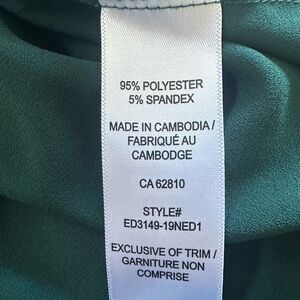 95% POLYESTER
5% SPANDEX
MADE IN CAMBODIA /
FABRIQUÉ AU
CAMBODGE
CA 62810
STYLE#
ED3149-19NED1
EXCLUSIVE OF TRIM /
GARNITURE NON
COMPRISE